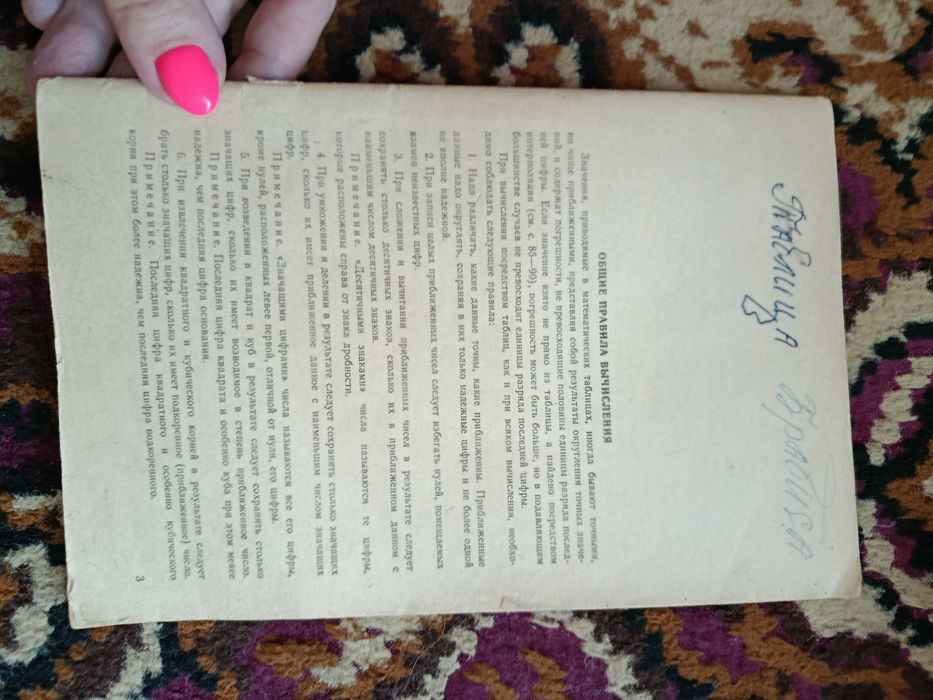 Таблица Брадиса
ОБЩИЕ ПРАВИЛА ВЫЧИСЛЕНИЯ
Значения, приводимые в математических таблицах, иногда бывают точными,
но чаще приближенными, представляя собой результаты округления точных значе-
ний, и содержат погрешности, не превосходящие половины единицы разряда послед-
ней цифры. Если значение взято не прямо из таблицы, а найдено посредством
интерполяции (см. с. 85—90), погрешность может быть больше, но в подавляющем
большинстве случаев не превосходит единицы разряда последней цифры.
При вычислении посредством таблиц, как и при всяком вычислении, необхо-
димо соблюдать следующие правила:
1. Надо различать, какие данные точны, какие приближенны. Приближенные
данные надо округлять, сохраняя в них только надежные цифры и не более одной
не вполне надежной.
2. При записи целых приближенных чисел следует избегать нулей, помещаемых
взамен неизвестных цифр.
3. При сложении и вычитании приближенных чисел в результате следует
сохранять столько десятичных знаков, сколько их в приближенном данном с
наименьшим числом десятичных знаков.
Примечание. «Десятичными знаками» числа называются те цифры,
которые расположены справа от знака дробности.
4. При умножении и делении в результате следует сохранять столько значащих
цифр, сколько их имеет приближенное данное с наименьшим числом значащих
цифр.
Примечание. «Значащими цифрами» числа называются все его цифры,
кроме нулей, расположенных левее первой, отличной от нуля, его цифры.
5. При возведении в квадрат и куб в результате следует сохранять столько
значащих цифр, сколько их имеет возводимое в степень приближенное число.
Примечание. Последняя цифра квадрата и особенно куба при этом менее
надежна, чем последняя цифра основания.
6. При извлечении квадратного и кубического корней в результате следует
брать столько значащих цифр, сколько их имеет подкоренное (приближенное) число.
Примечание. Последняя цифра квадратного и особенно кубического
корня при этом более надежна, чем последняя цифра подкоренного.
3